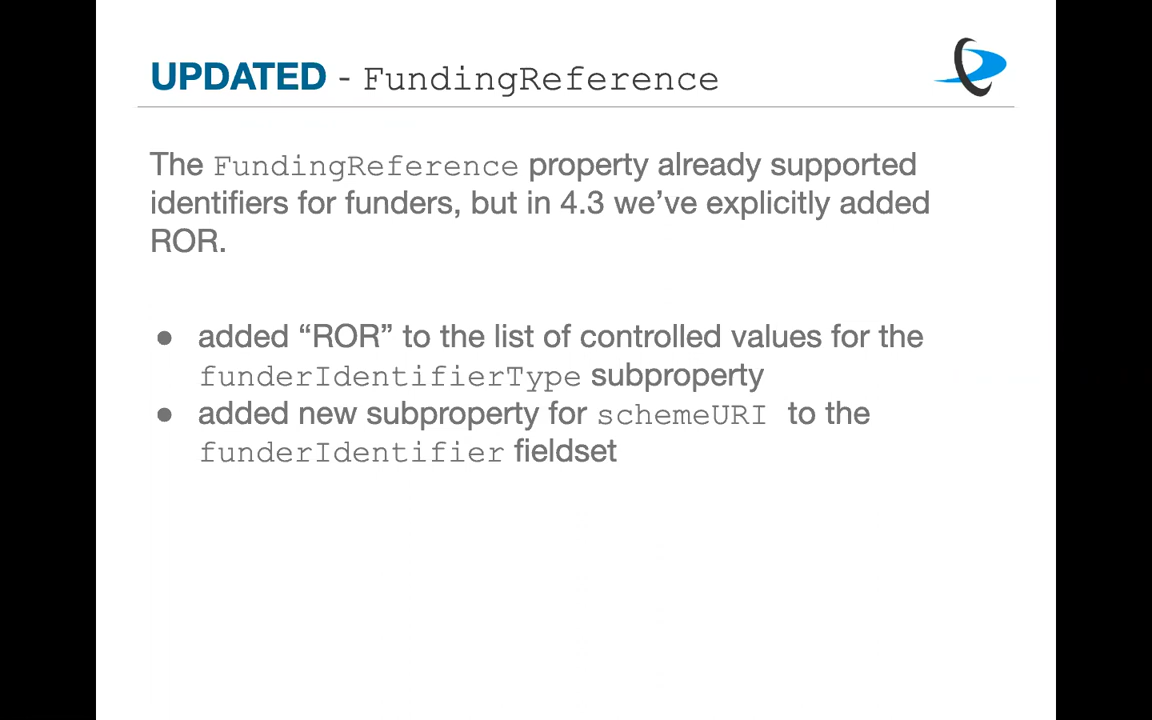 UPDATED - FundingReference
The FundingReference property already supported
identifiers for funders, but in 4.3 we’ve explicitly added
ROR.
● added “ROR” to the list of controlled values for the
funderIdentifierType subproperty
● added new subproperty for schemeURI to the
funderIdentifier fieldset